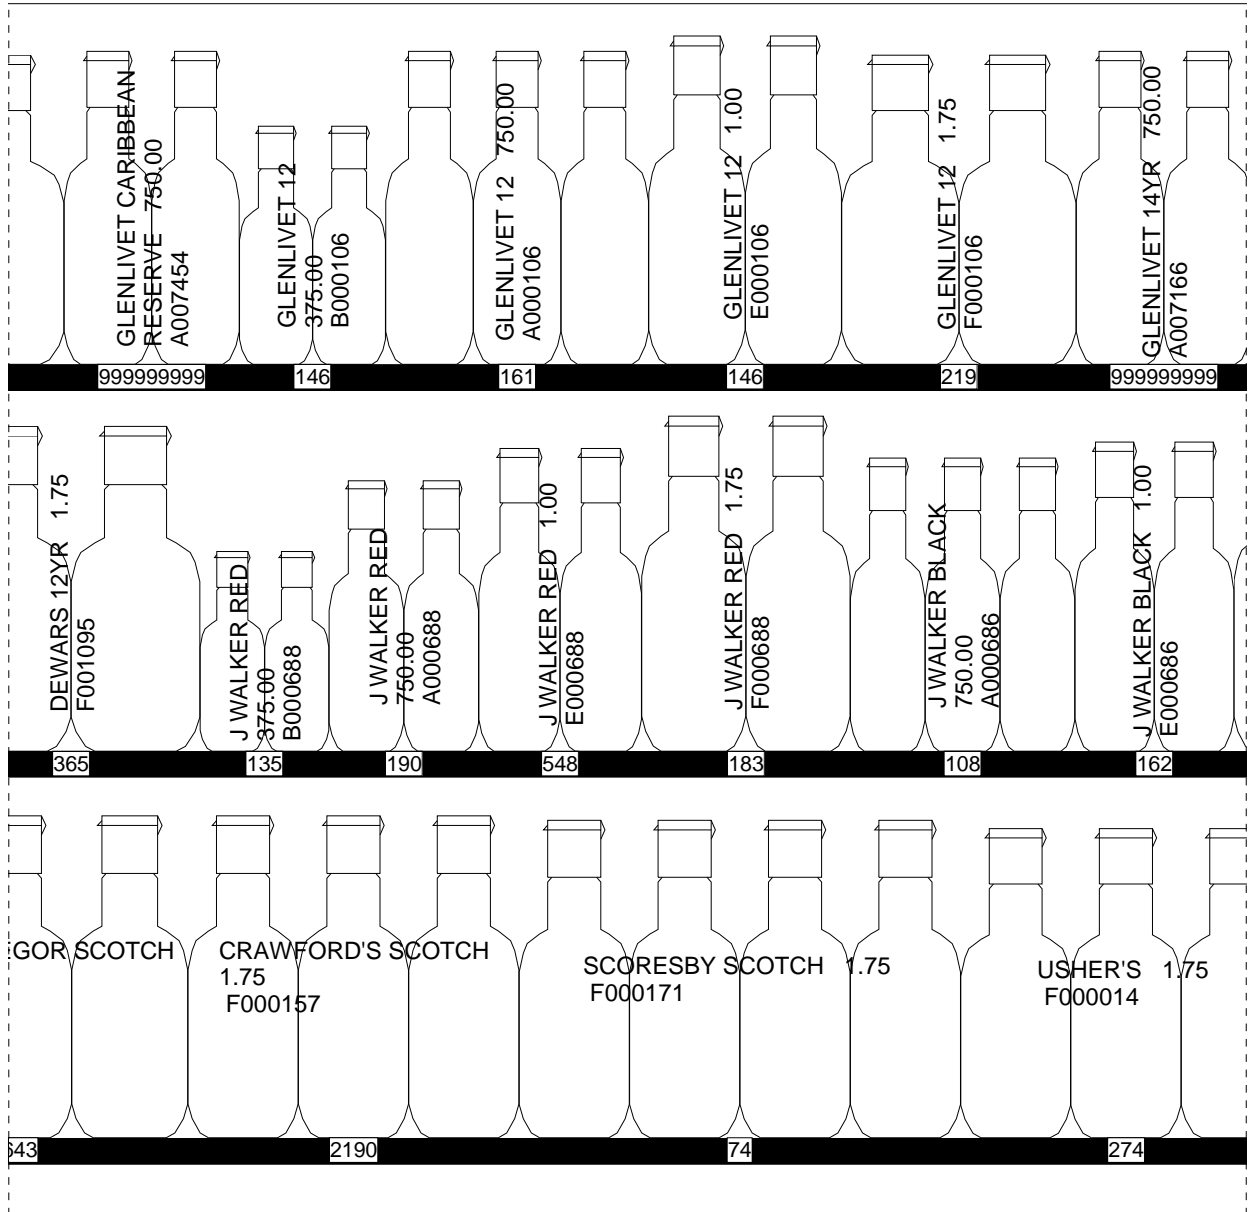 GLENLIVET CARIBBEAN
RESERVE 750.00
A007454
GLENLIVET 12
375.00
B000106
GLENLIVET 12 750.00
A000106
GLENLIVET 12 1.00
E000106
GLENLIVET 12 1.75
F000106
GLENLIVET 14YR 750.00
A007166
999999999
146
161
146
219
999999999
DEWARS 12YR 1.75
F001095
J WALKER RED
375.00
B000688
J WALKER RED
750.00
A000688
J WALKER RED 1.00
E000688
J WALKER RED 1.75
F000688
J WALKER BLACK
750.00
A000686
J WALKER BLACK 1.00
E000686
365
135
190
548
183
108
162
EGOR SCOTCH
CRAWFORD'S SCOTCH
1.75
F000157
SCORESBY SCOTCH 1.75
F000171
USHER'S 1.75
F000014
643
2190
74
274